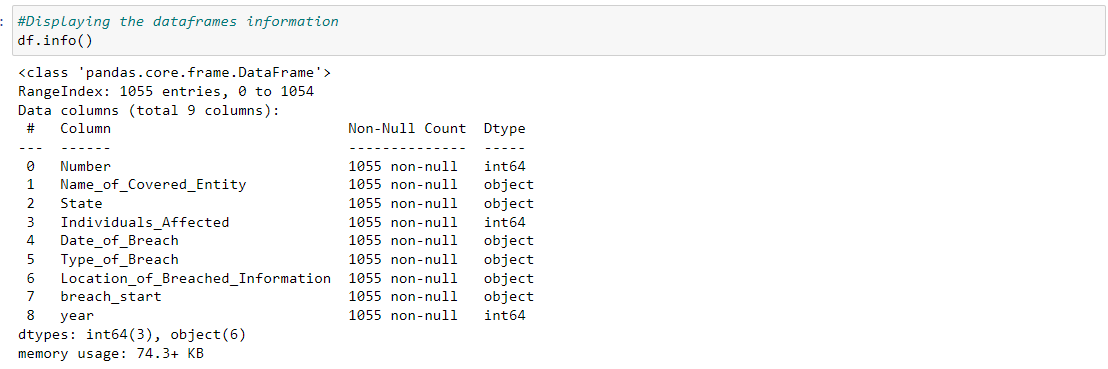 :
#Displaying the dataframes information
df.info()
<class 'pandas.core.frame.DataFrame'>
RangeIndex: 1055 entries, 0 to 1054
Data columns (total 9 columns):
 #   Column                             Non-Null Count  Dtype
---  ------                             --------------  -----
 0   Number                             1055 non-null   int64
 1   Name_of_Covered_Entity             1055 non-null   object
 2   State                              1055 non-null   object
 3   Individuals_Affected               1055 non-null   int64
 4   Date_of_Breach                     1055 non-null   object
 5   Type_of_Breach                     1055 non-null   object
 6   Location_of_Breached_Information   1055 non-null   object
 7   breach_start                       1055 non-null   object
 8   year                               1055 non-null   int64
dtypes: int64(3), object(6)
memory usage: 74.3+ KB